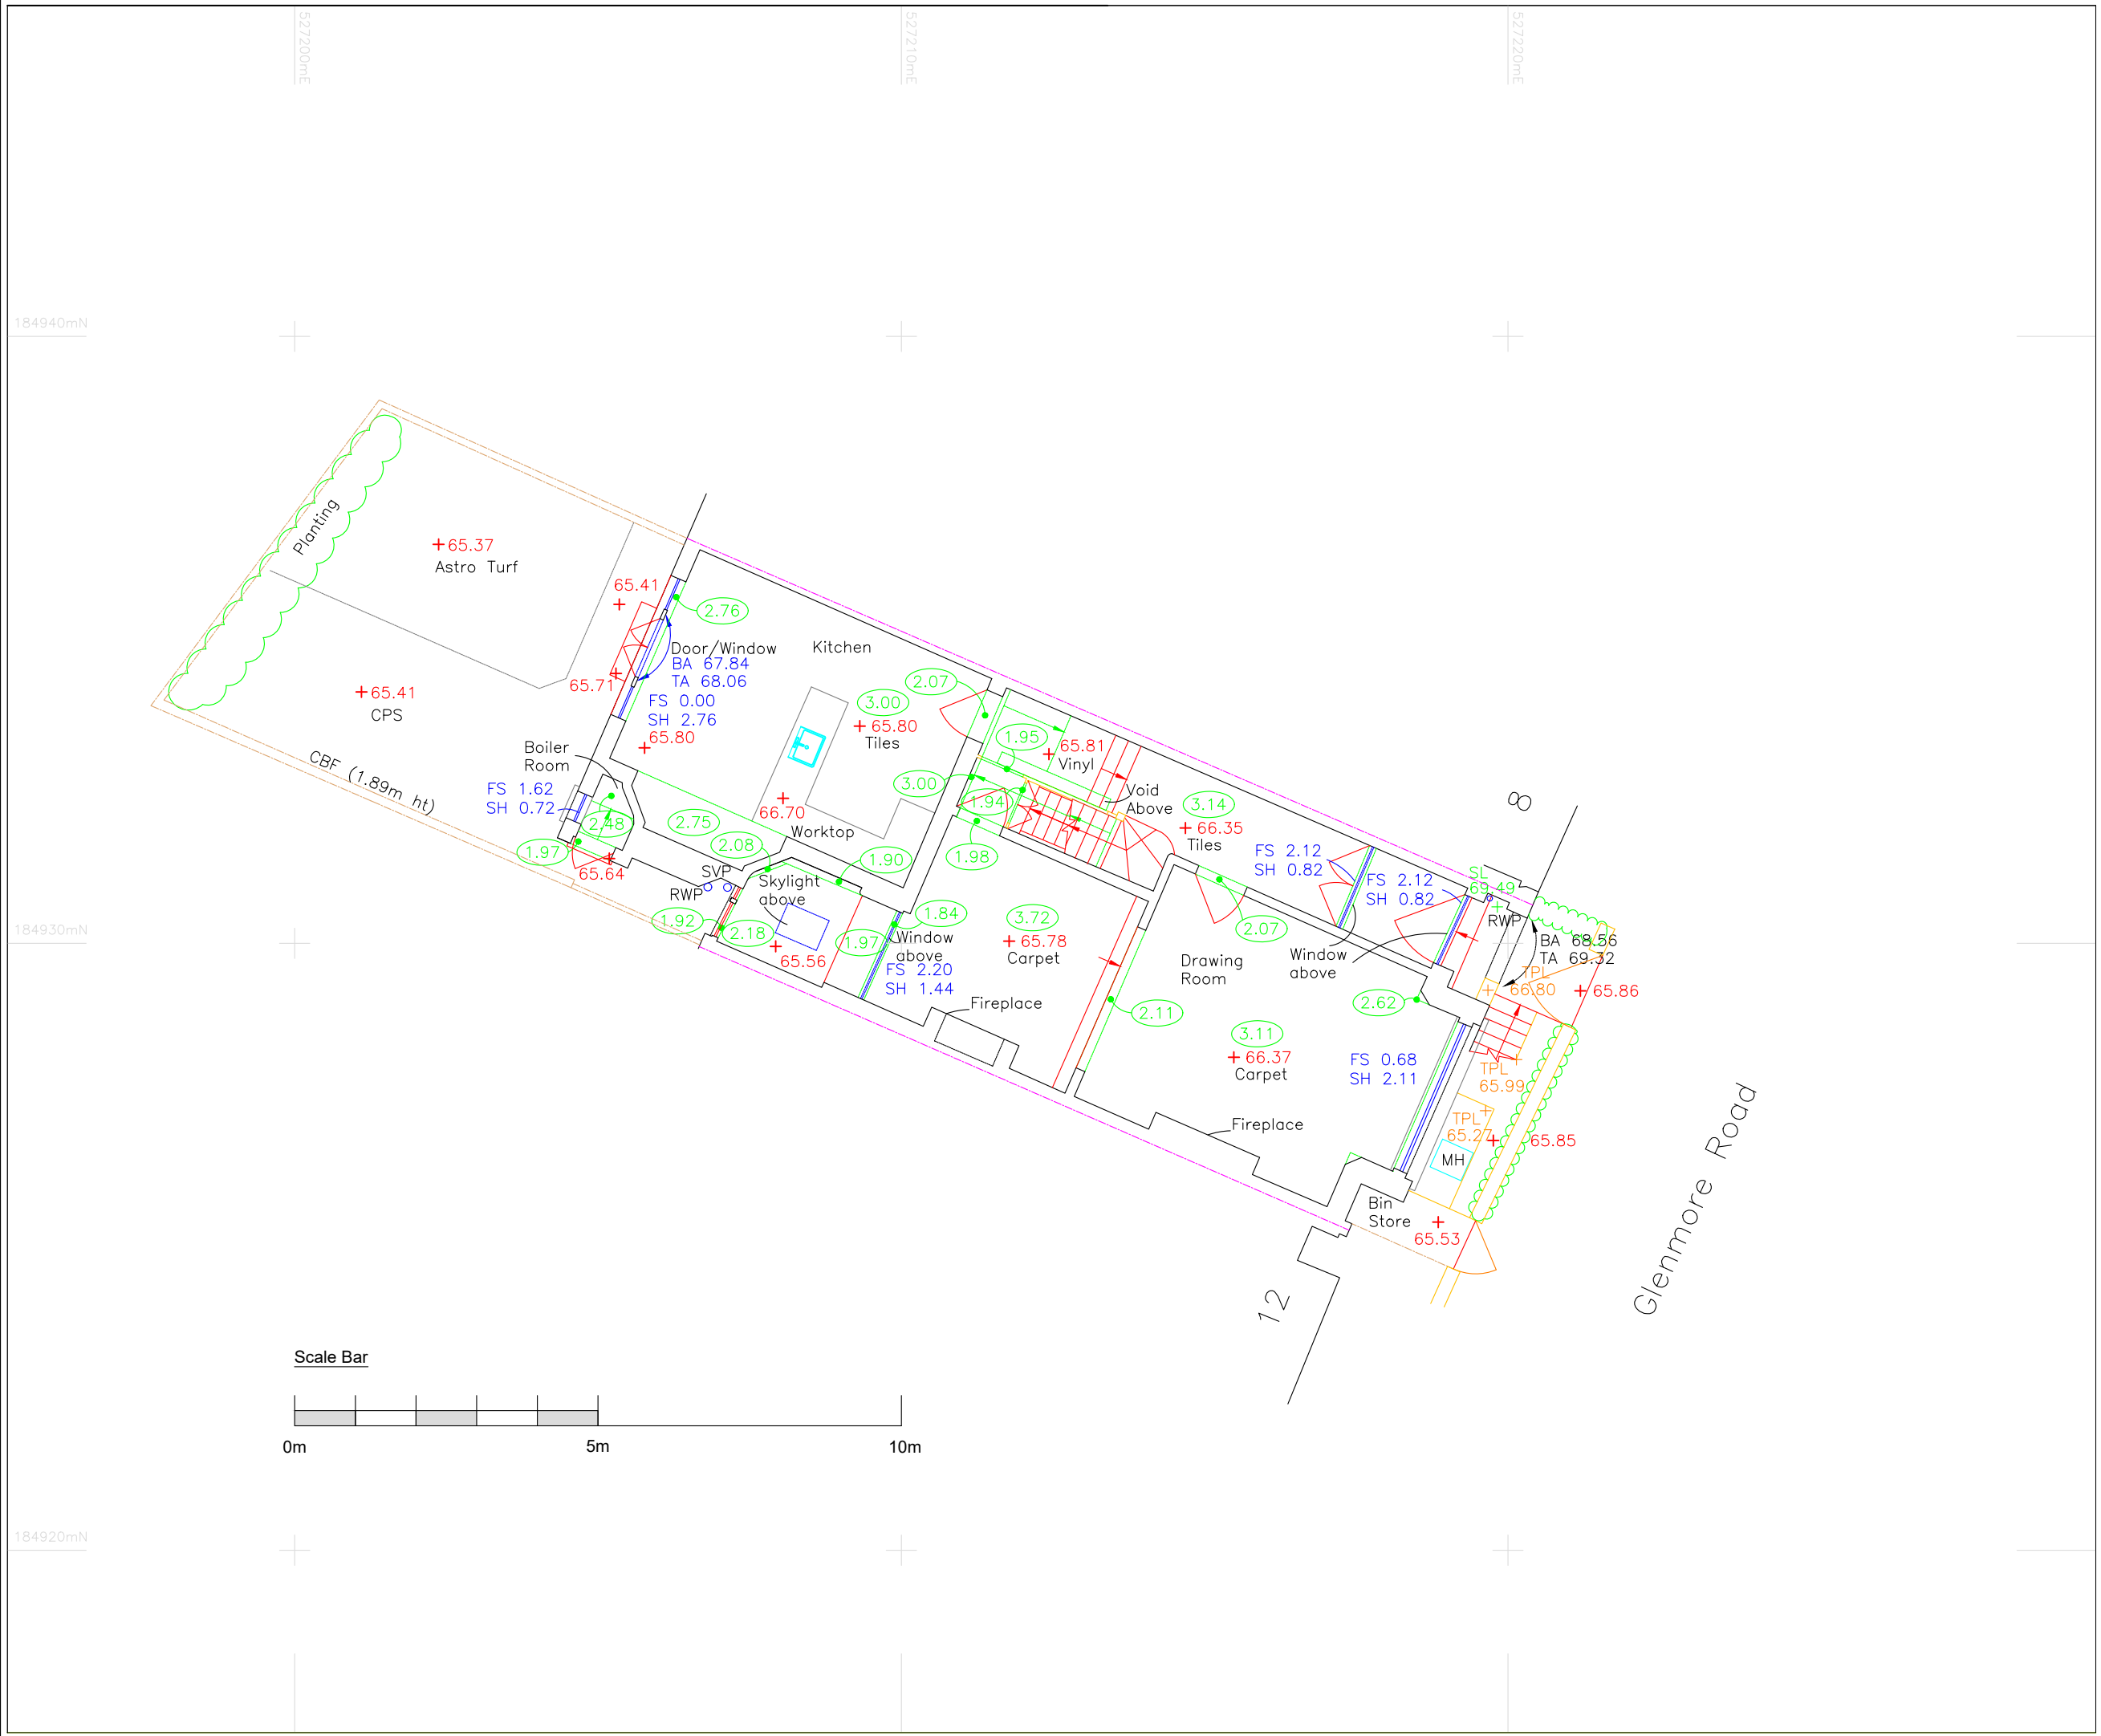 527200mE
527210mE
527220mE
184940mN
Planting
65.37
Astro Turf
65.41
2.76
Door/Window
BA 67.84
TA 68.06
FS 0.00
SH 2.76
65.80
Kitchen
65.71
65.41
CPS
CBF (1.89m ht)
Boiler
Room
FS 1.62
SH 0.72
2.48
1.97
65.64
2.07
3.00
65.80
Tiles
3.00
66.70
Worktop
2.75
2.08
1.90
SVP
RWP
Skylight
above
1.92
2.18
65.56
1.97
1.84
Window
above
FS 2.20
SH 1.44
1.95
65.81
Vinyl
1.94
1.98
Void
Above
3.14
66.35
Tiles
3.72
65.78
Carpet
Fireplace
2.11
2.07
Drawing
Room
3.11
66.37
Carpet
Fireplace
FS 2.12
SH 0.82
FS 2.12
SH 0.82
Window
above
2.62
FS 0.68
SH 2.11
8
SL
69.49
RWP
BA 68.56
TA 69.32
TPL
66.80
65.86
TPL
65.99
TPL
65.27
65.85
MH
Bin
Store
65.53
12
Glenmore Road
184930mN
184920mN
Scale Bar
0m
5m
10m